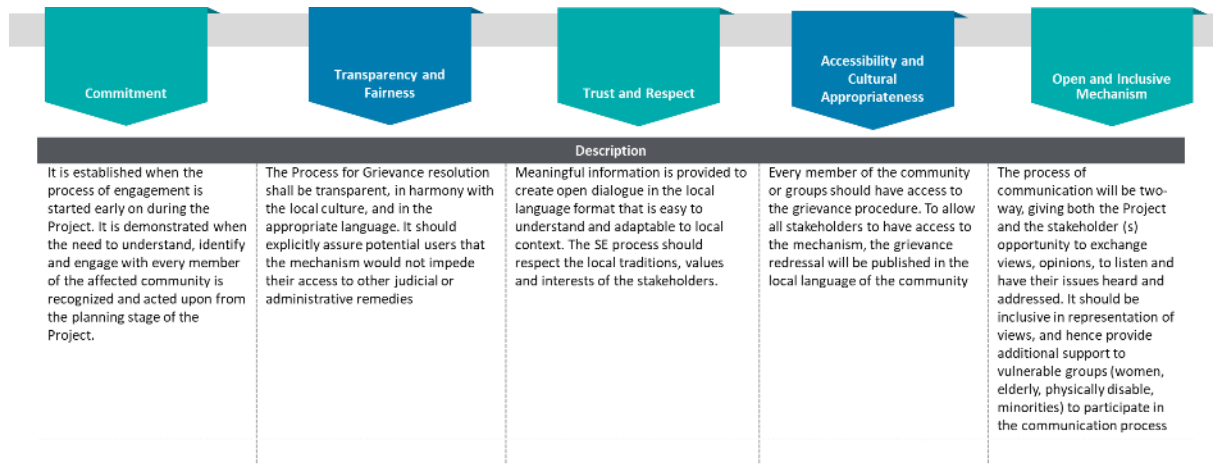 Commitment
Transparency and
Fairness
Trust and Respect
Accessibility and
Cultural
Appropriateness
Open and Inclusive
Mechanism
Description
It is established when the
process of engagement is
started early on during the
Project. It is demonstrated when
the need to understand, identify
and engage with every member
of the affected community is
recognized and acted upon from
the planning stage of the
Project.
The Process for Grievance resolution
shall be transparent, in harmony with
the local culture, and in the
appropriate language. It should
explicitly assure potential users that
the mechanism would not impede
their access to other judicial or
administrative remedies
Meaningful information is provided to
create open dialogue in the local
language format that is easy to
understand and adaptable to local
context. The SE process should
respect the local traditions, values
and interests of the stakeholders.
Every member of the community
or groups should have access to
the grievance procedure. To allow
all stakeholders to have access to
the mechanism, the grievance
redressal will be published in the
local language of the community
The process of
communication will be two-
way, giving both the Project
and the stakeholder (s)
opportunity to exchange
views, opinions, to listen and
have their issues heard and
addressed. It should be
inclusive in representation of
views, and hence provide
additional support to
vulnerable groups (women,
elderly, physically disable,
minorities) to participate in
the communication process